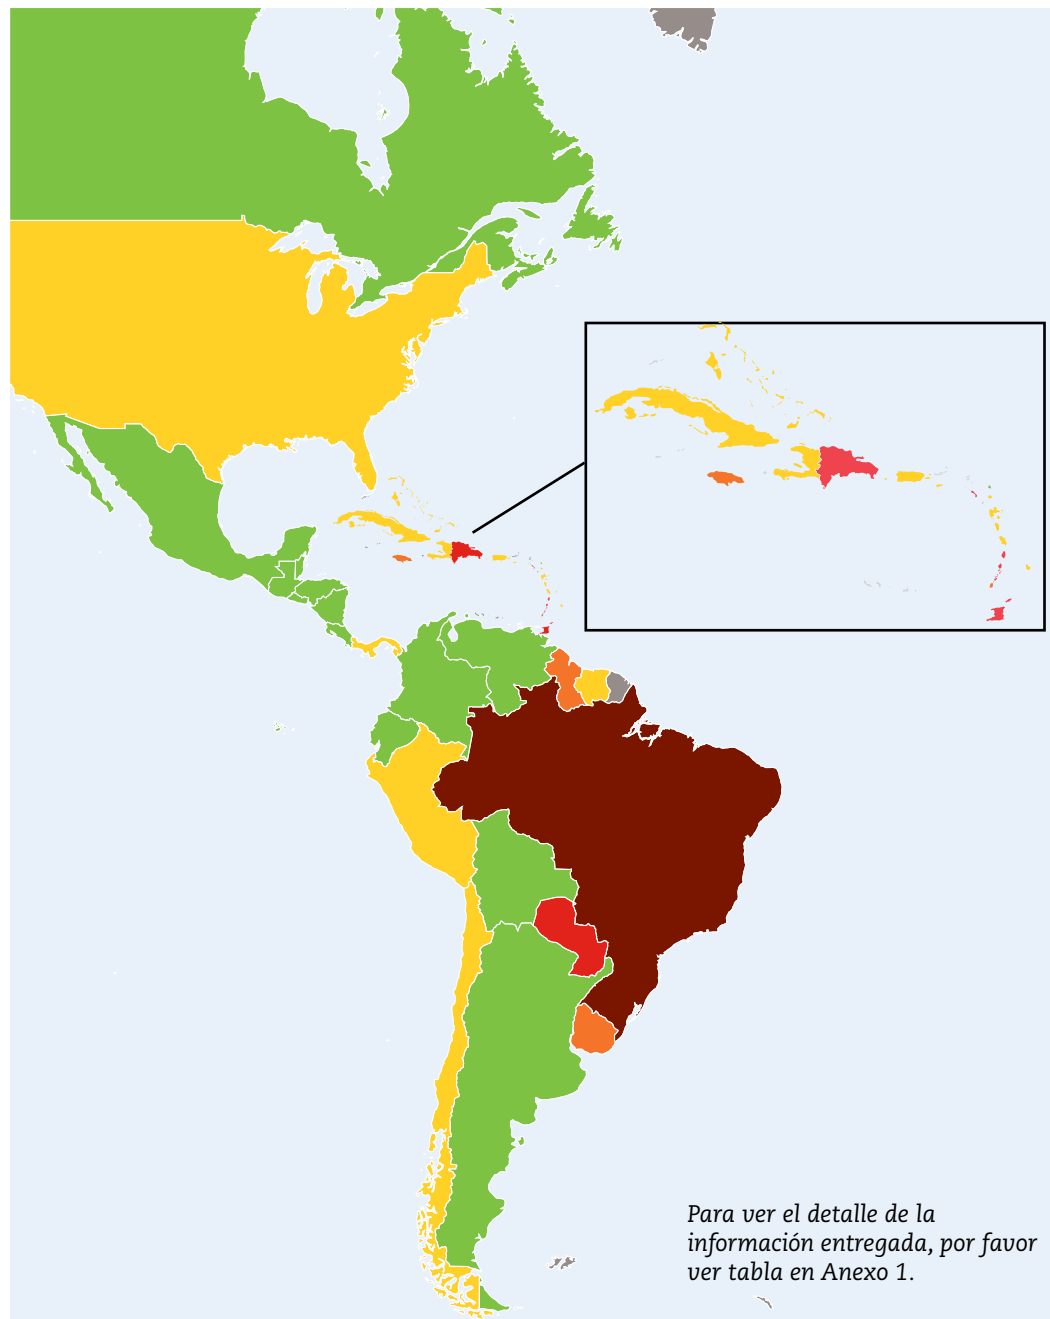 Para ver el detalle de la
información entregada, por favor
ver tabla en Anexo 1.